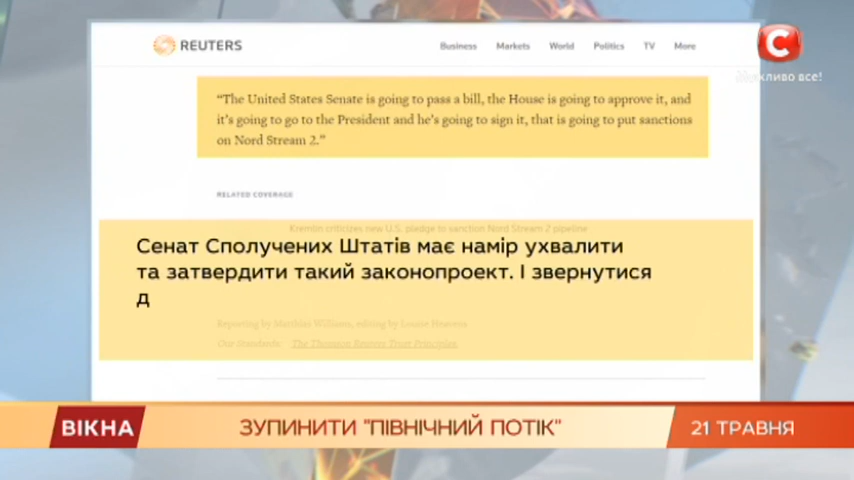 REUTERS
Business Markets World Politics TV More
C
“The United States Senate is going to pass a bill, the House is going to approve it, and
it’s going to go to the President and he’s going to sign it, that is going to put sanctions
on Nord Stream 2.”
RELATED COVERAGE
Kremlin criticizes new U.S. pledge to sanction Nord Stream 2 pipeline
Сенат Сполучених Штатів має намір ухвалити
та затвердити такий законопроект. І звернутися
д
Reporting by Matthias Williams, editing by Louise Heavens
Our Standards: The Thomson Reuters Trust Principles.
ВІКНА
ЗУПИНИТИ "ПІВНІЧНИЙ ПОТІК"
21 ТРАВНЯ